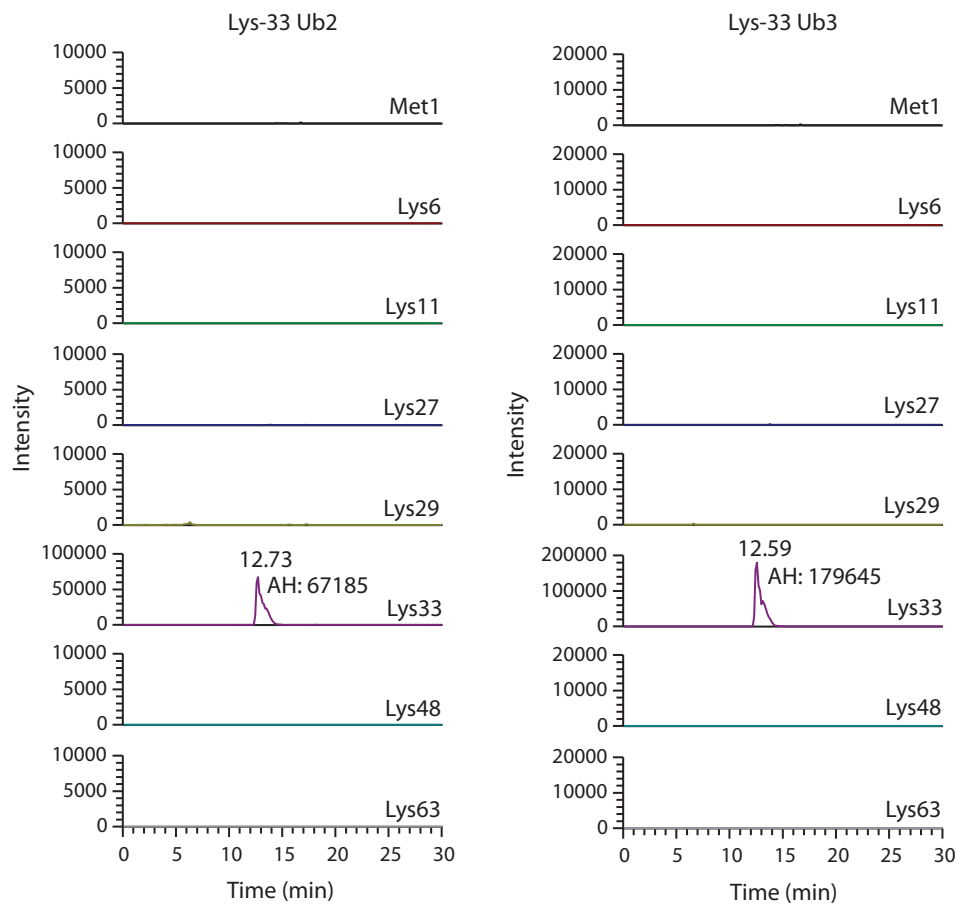 Lys-33 Ub2
10000
5000
0
Met1
10000
5000
0
Lys6
10000
5000
0
Lys11
10000
5000
0
Lys27
10000
5000
0
Lys29
100000
50000
0
12.73
AH: 67185
Lys33
10000
5000
0
Lys48
10000
5000
0
Lys63
0 5 10 15 20 25 30
Time (min)
Intensity
Lys-33 Ub3
20000
10000
0
Met1
20000
10000
0
Lys6
20000
10000
0
Lys11
20000
10000
0
Lys27
20000
10000
0
Lys29
200000
100000
0
12.59
AH: 179645
Lys33
20000
10000
0
Lys48
20000
10000
0
Lys63
0 5 10 15 20 25 30
Time (min)
Intensity